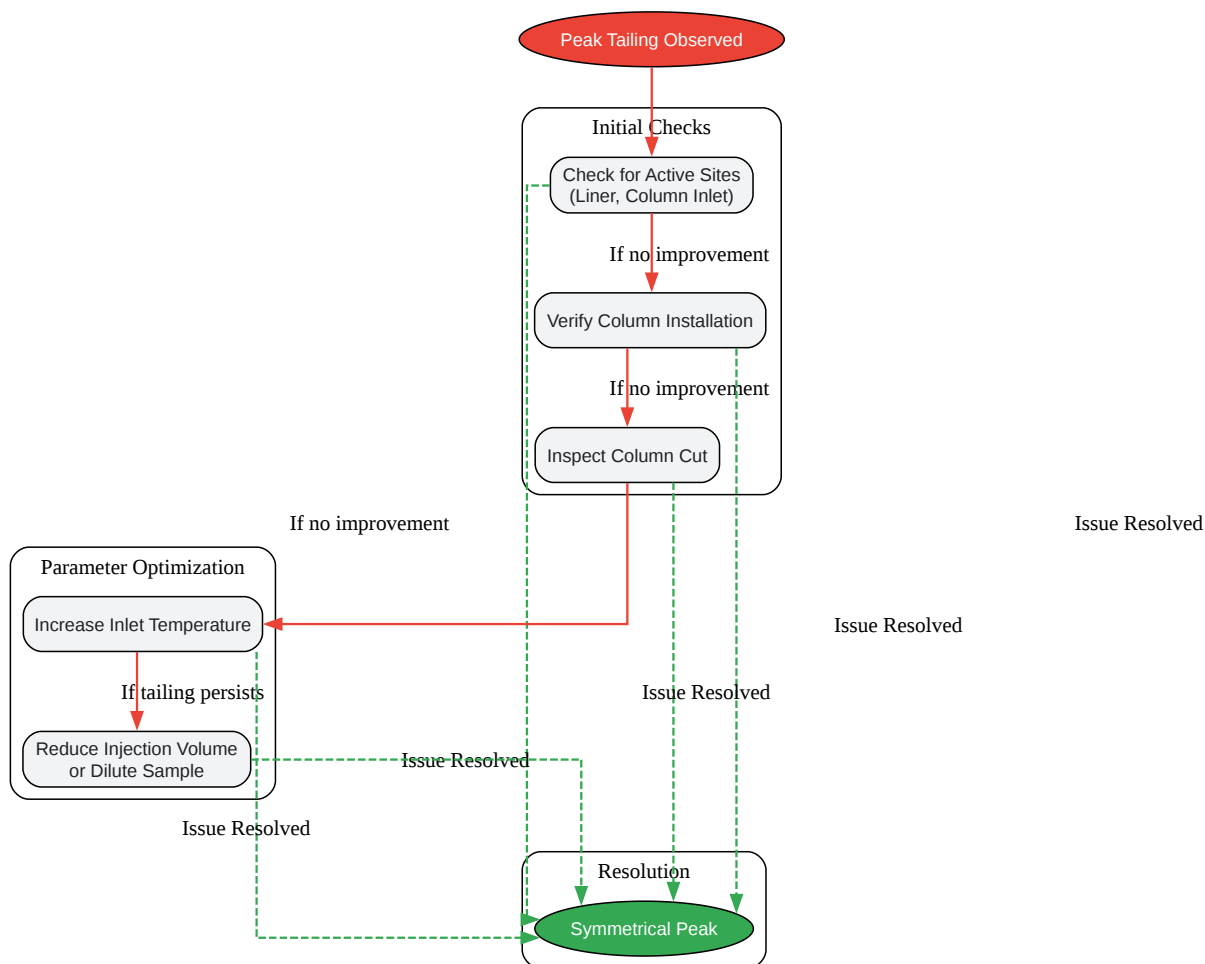 Peak Tailing Observed
Initial Checks
Check for Active Sites
(Liner, Column Inlet)
If no improvement
Verify Column Installation
If no improvement
Inspect Column Cut
If no improvement
Issue Resolved
Parameter Optimization
Increase Inlet Temperature
Issue Resolved
If tailing persists
Issue Resolved
Reduce Injection Volume
or Dilute Sample
Issue Resolved
Issue Resolved
Resolution
Symmetrical Peak